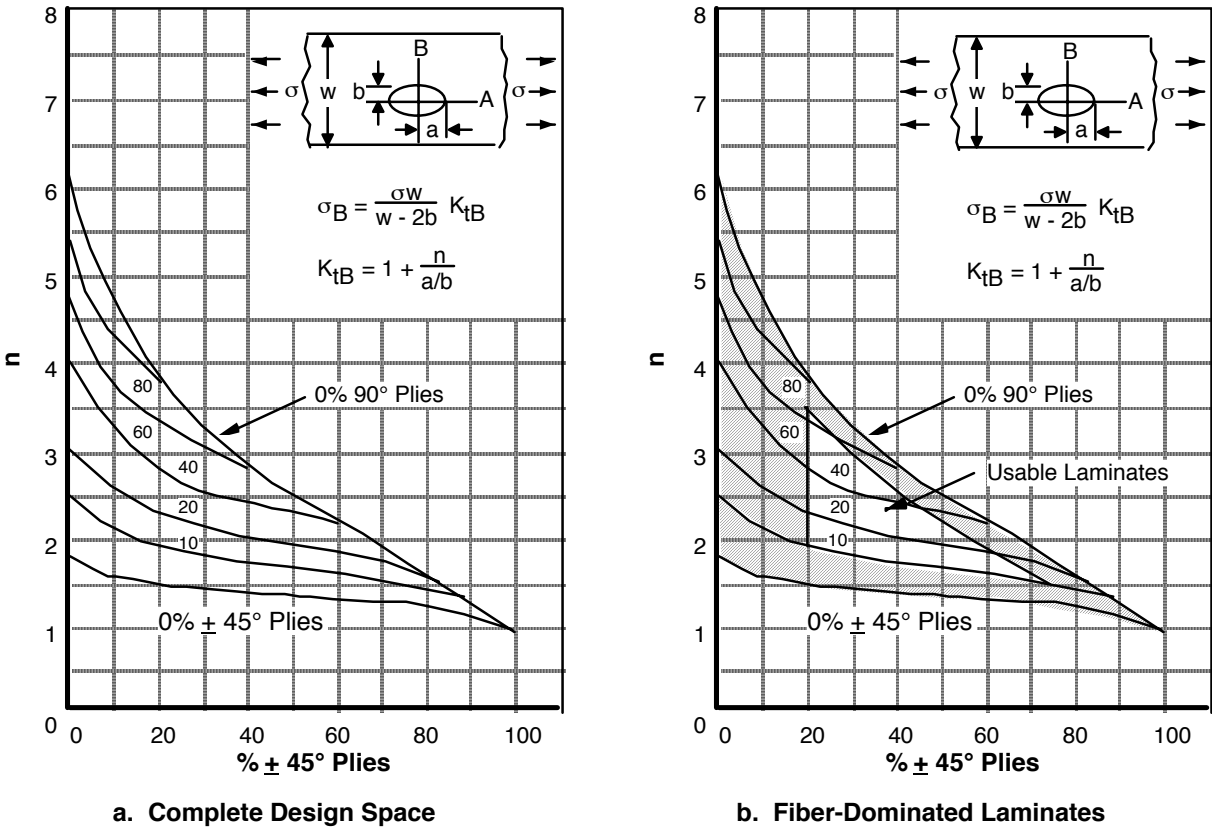 8
7
6
5
4
3
2
1
0
n
B
σ
w
b
A
σ
a
σB = σw / w - 2b KtB
KtB = 1 + n / a/b
80
60
40
20
10
0% 90° Plies
0% ± 45° Plies
0 20 40 60 80 100
% ± 45° Plies
a. Complete Design Space
8
7
6
5
4
3
2
1
0
n
B
σ
w
b
A
σ
a
σB = σw / w - 2b KtB
KtB = 1 + n / a/b
80
60
40
20
10
0% 90° Plies
Usable Laminates
0% ± 45° Plies
0 20 40 60 80 100
% ± 45° Plies
b. Fiber-Dominated Laminates